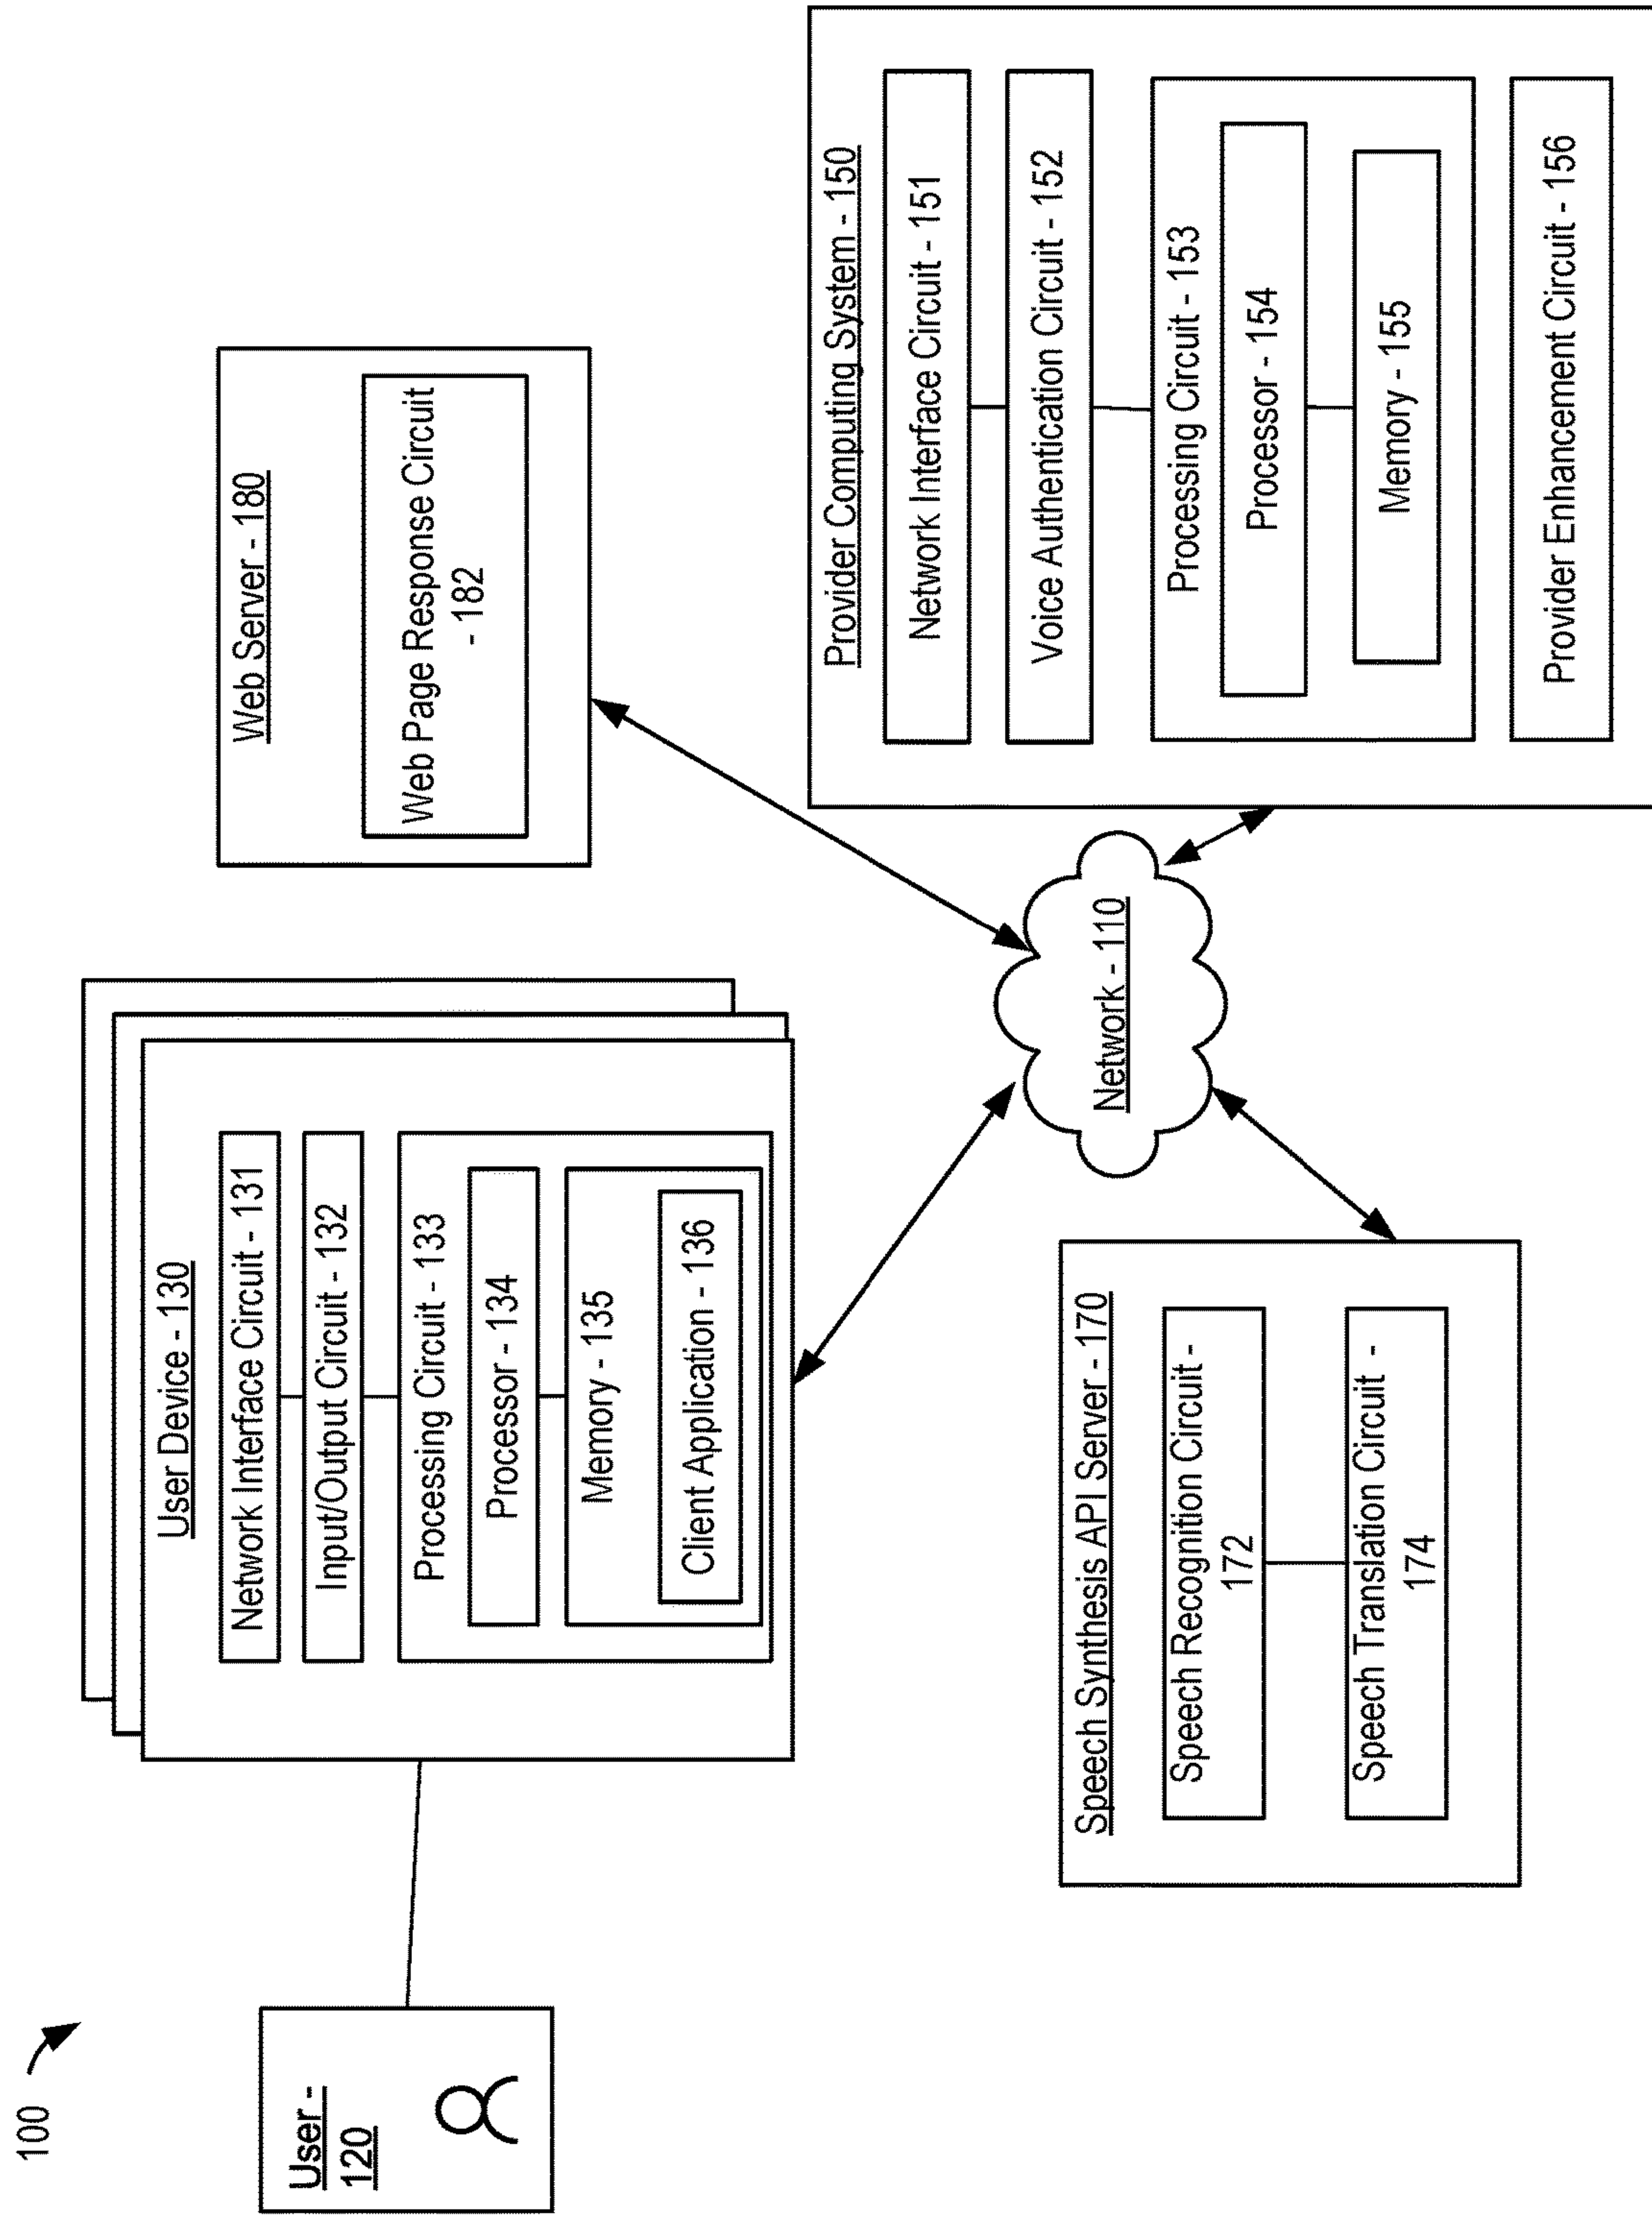 100
User -
120
User Device - 130
Network Interface Circuit - 131
Input/Output Circuit - 132
Processing Circuit - 133
Processor - 134
Memory - 135
Client Application - 136
Web Server - 180
Web Page Response Circuit
- 182
Network - 110
Speech Synthesis API Server - 170
Speech Recognition Circuit -
172
Speech Translation Circuit -
174
Provider Computing System - 150
Network Interface Circuit - 151
Voice Authentication Circuit - 152
Processing Circuit - 153
Processor - 154
Memory - 155
Provider Enhancement Circuit - 156